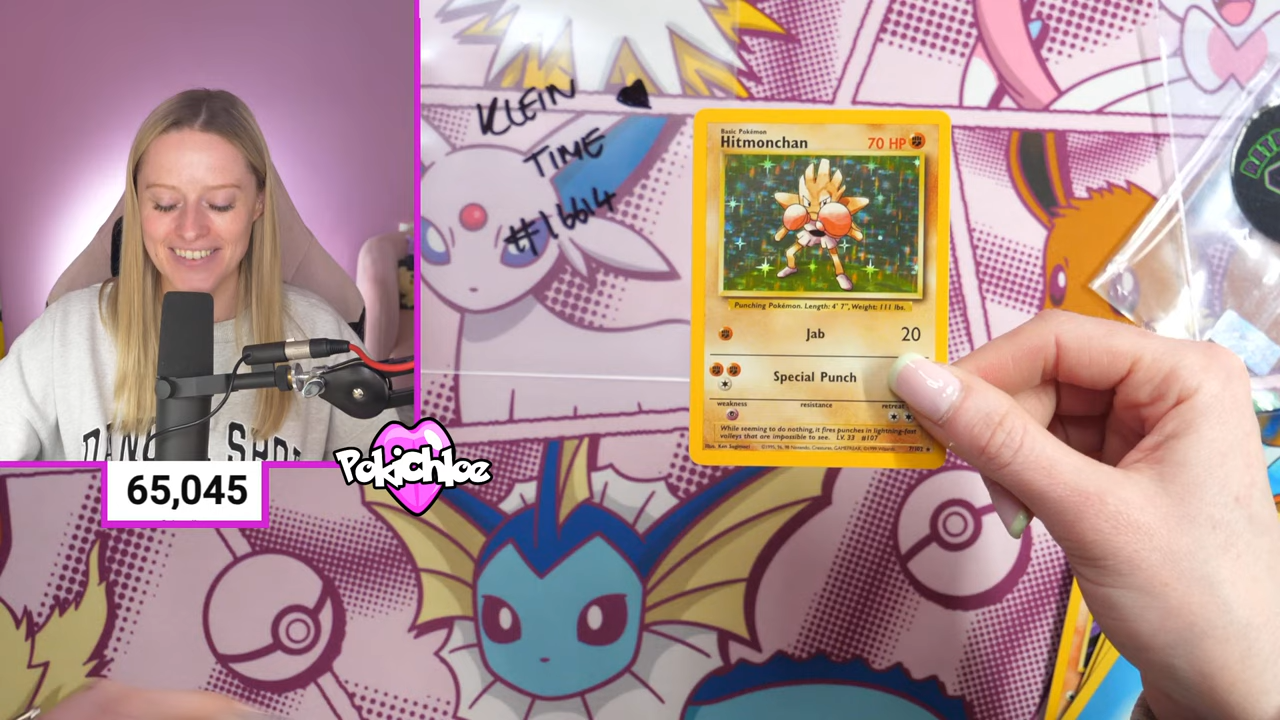 KLEIN
TIME
#16614
Basic Pokémon
Hitmonchan 70 HP
Punching Pokémon. Length: 4' 7", Weight: 111 lbs.
Jab 20
Special Punch
weakness resistance retreat
While seeming to do nothing, it fires punches in lightning-fast
volleys that are impossible to see. LV. 33 #107
65,045
PokiChloe